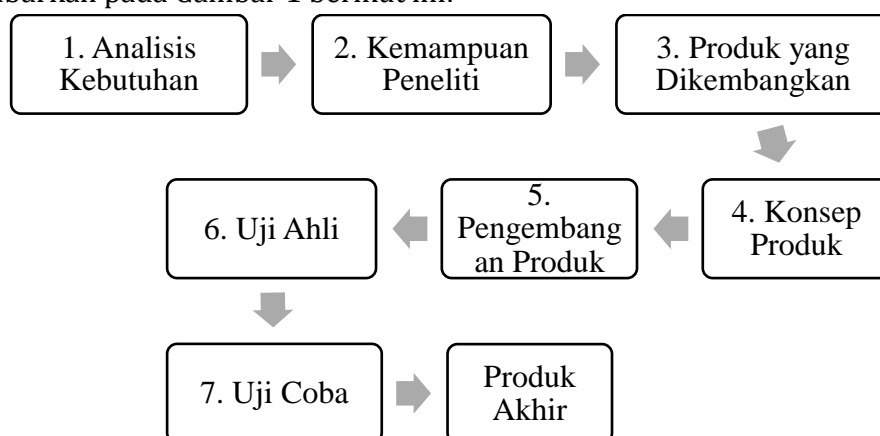 1. Analisis
Kebutuhan
2. Kemampuan
Peneliti
3. Produk yang
Dikembangkan
4. Konsep
Produk
5.
Pengembang
an Produk
6. Uji Ahli
7. Uji Coba
Produk
Akhir